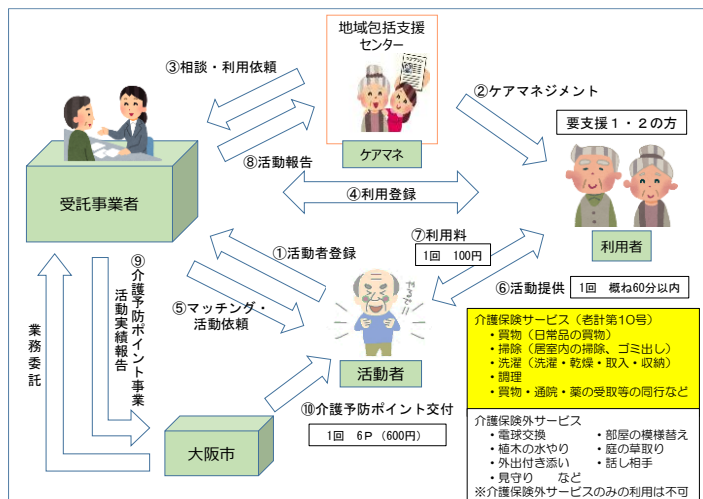 地域包括支援
センター
③相談・利用依頼
②ケアマネジメント
要支援１・２の方
ケアマネ
⑧活動報告
④利用登録
受託事業者
⑦利用料
1回　100円
利用者
①活動者登録
⑥活動提供
1回　概ね60分以内
⑨介護予防ポイント事業
活動実績報告
⑤マッチング・
活動依頼
やるぞ!!
業務委託
活動者
⑩介護予防ポイント交付
1回　6P（600円）
大阪市
介護保険サービス（老計第10号）
・買物（日常品の買物）
・掃除（居室内の掃除、ゴミ出し）
・洗濯（洗濯・乾燥・取入・収納）
・調理
・買物・通院・薬の受取等の同行など
介護保険外サービス
・電球交換　・部屋の模様替え
・植木の水やり　・庭の草取り
・外出付き添い　・話し相手
・見守り　など
※介護保険外サービスのみの利用は不可